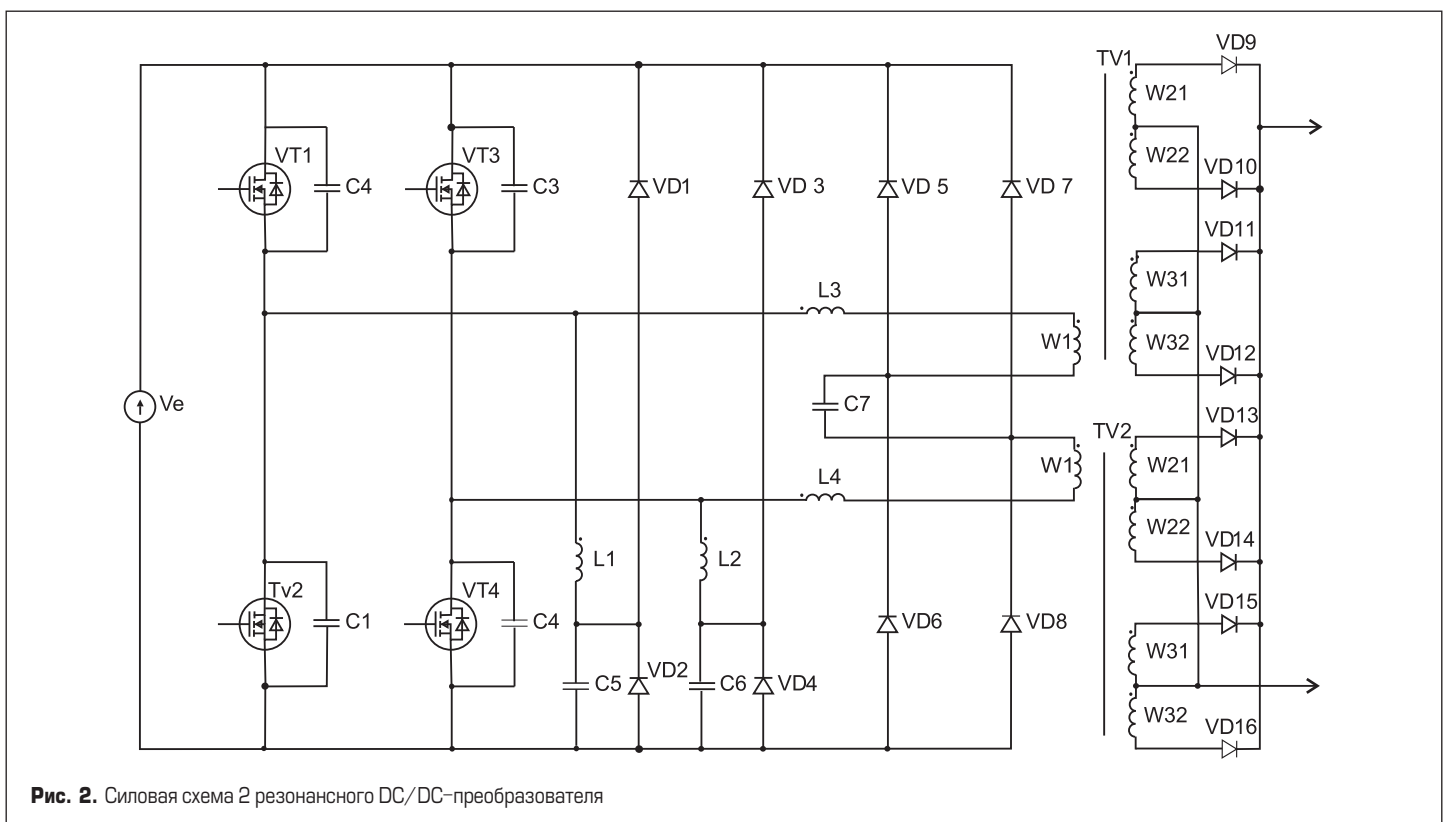 VD9
TV1
W21
VT1
C4
VT3
C3
VD1
VD 3
VD 5
VD 7
W22
VD10
VD11
W31
L3
W1
W32
VD12
Ve
C7
VD13
TV2
W21
W1
L4
W22
VD14
L1
L2
Tv2
C1
VT4
C4
VD6
VD8
VD15
W31
C5
VD2
C6
VD4
W32
VD16
Рис. 2. Силовая схема 2 резонансного DC/DC-преобразователя